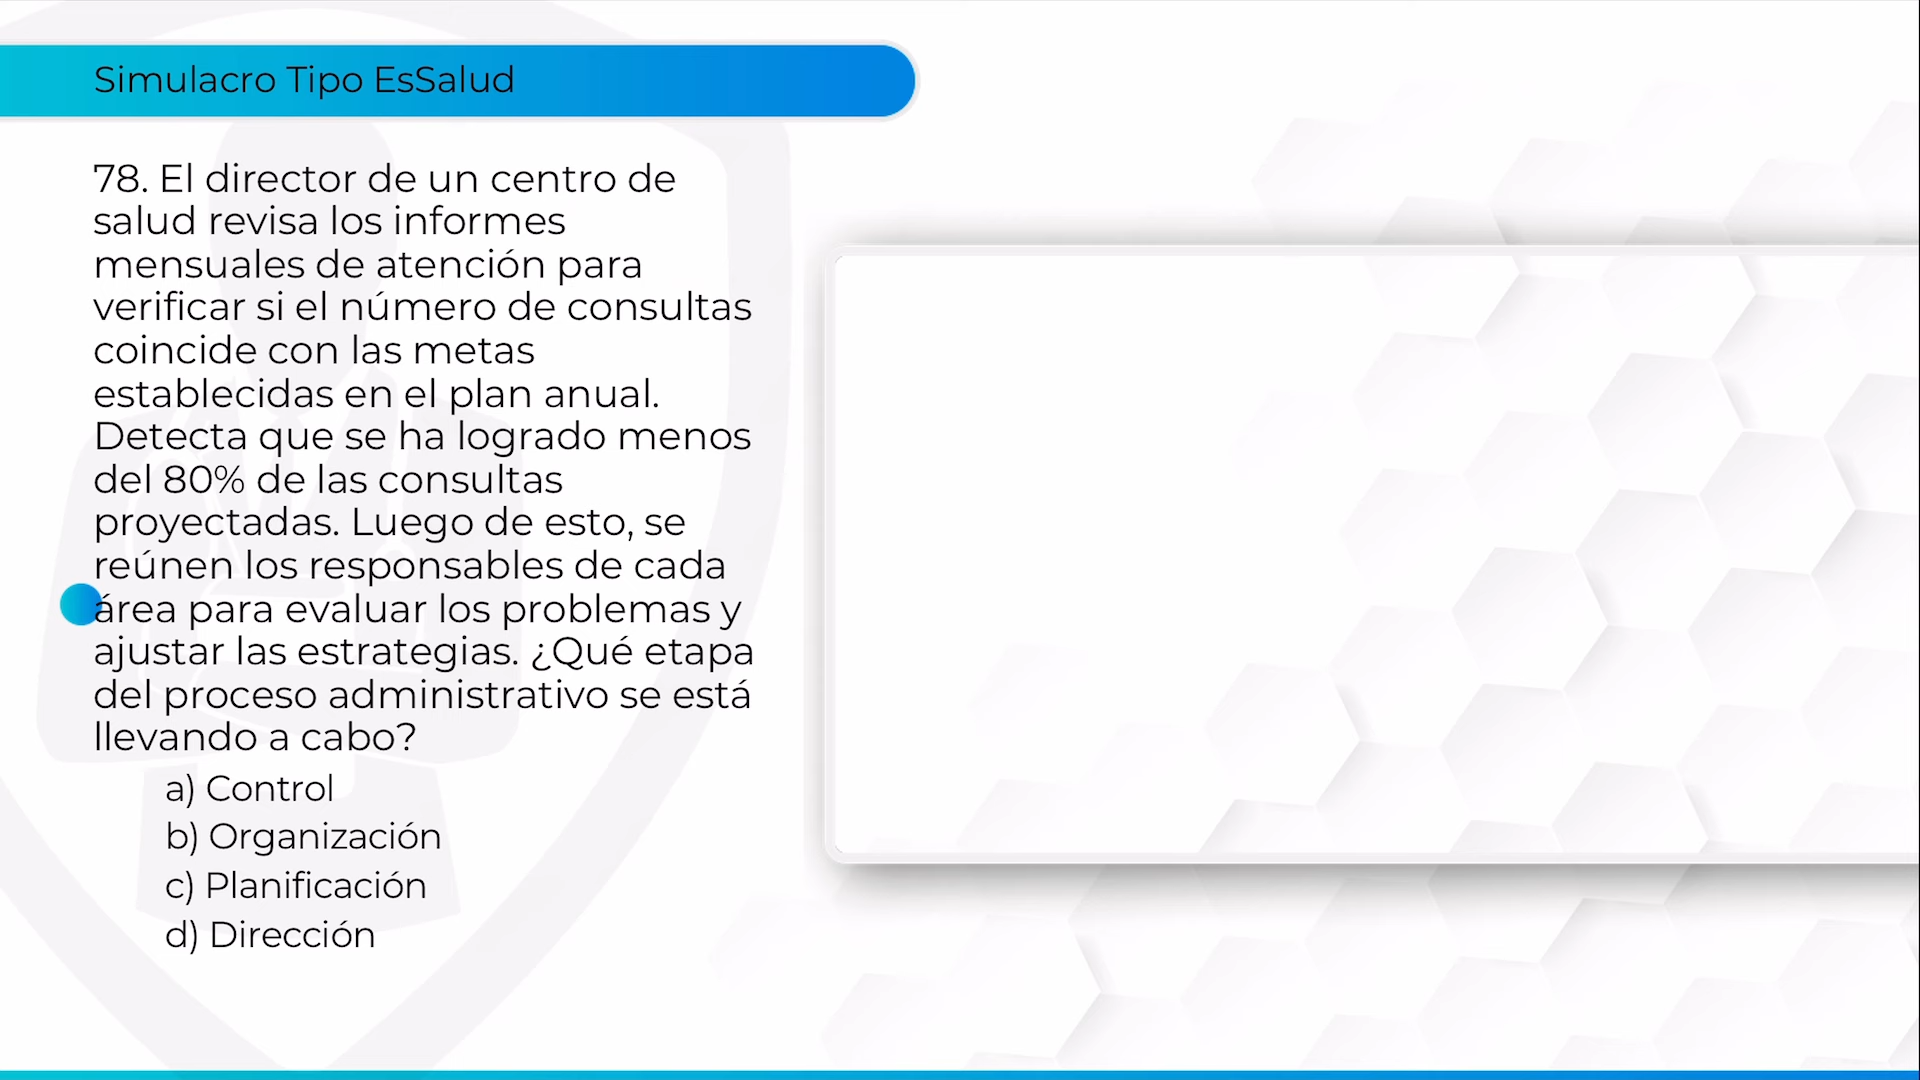 Simulacro Tipo EsSalud
78. El director de un centro de
salud revisa los informes
mensuales de atención para
verificar si el número de consultas
coincide con las metas
establecidas en el plan anual.
Detecta que se ha logrado menos
del 80% de las consultas
proyectadas. Luego de esto, se
reúnen los responsables de cada
área para evaluar los problemas y
ajustar las estrategias. ¿Qué etapa
del proceso administrativo se está
llevando a cabo?
a) Control
b) Organización
c) Planificación
d) Dirección